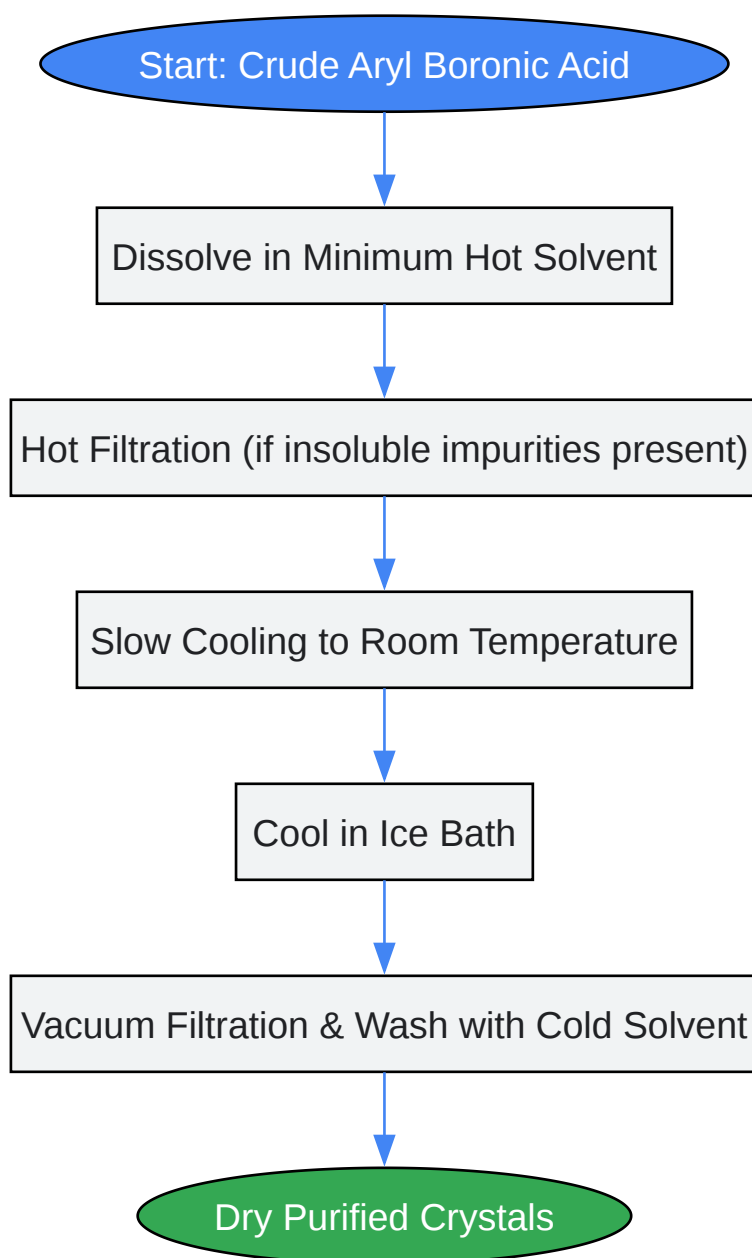 Start: Crude Aryl Boronic Acid
Dissolve in Minimum Hot Solvent
Hot Filtration (if insoluble impurities present)
Slow Cooling to Room Temperature
Cool in Ice Bath
Vacuum Filtration & Wash with Cold Solvent
Dry Purified Crystals